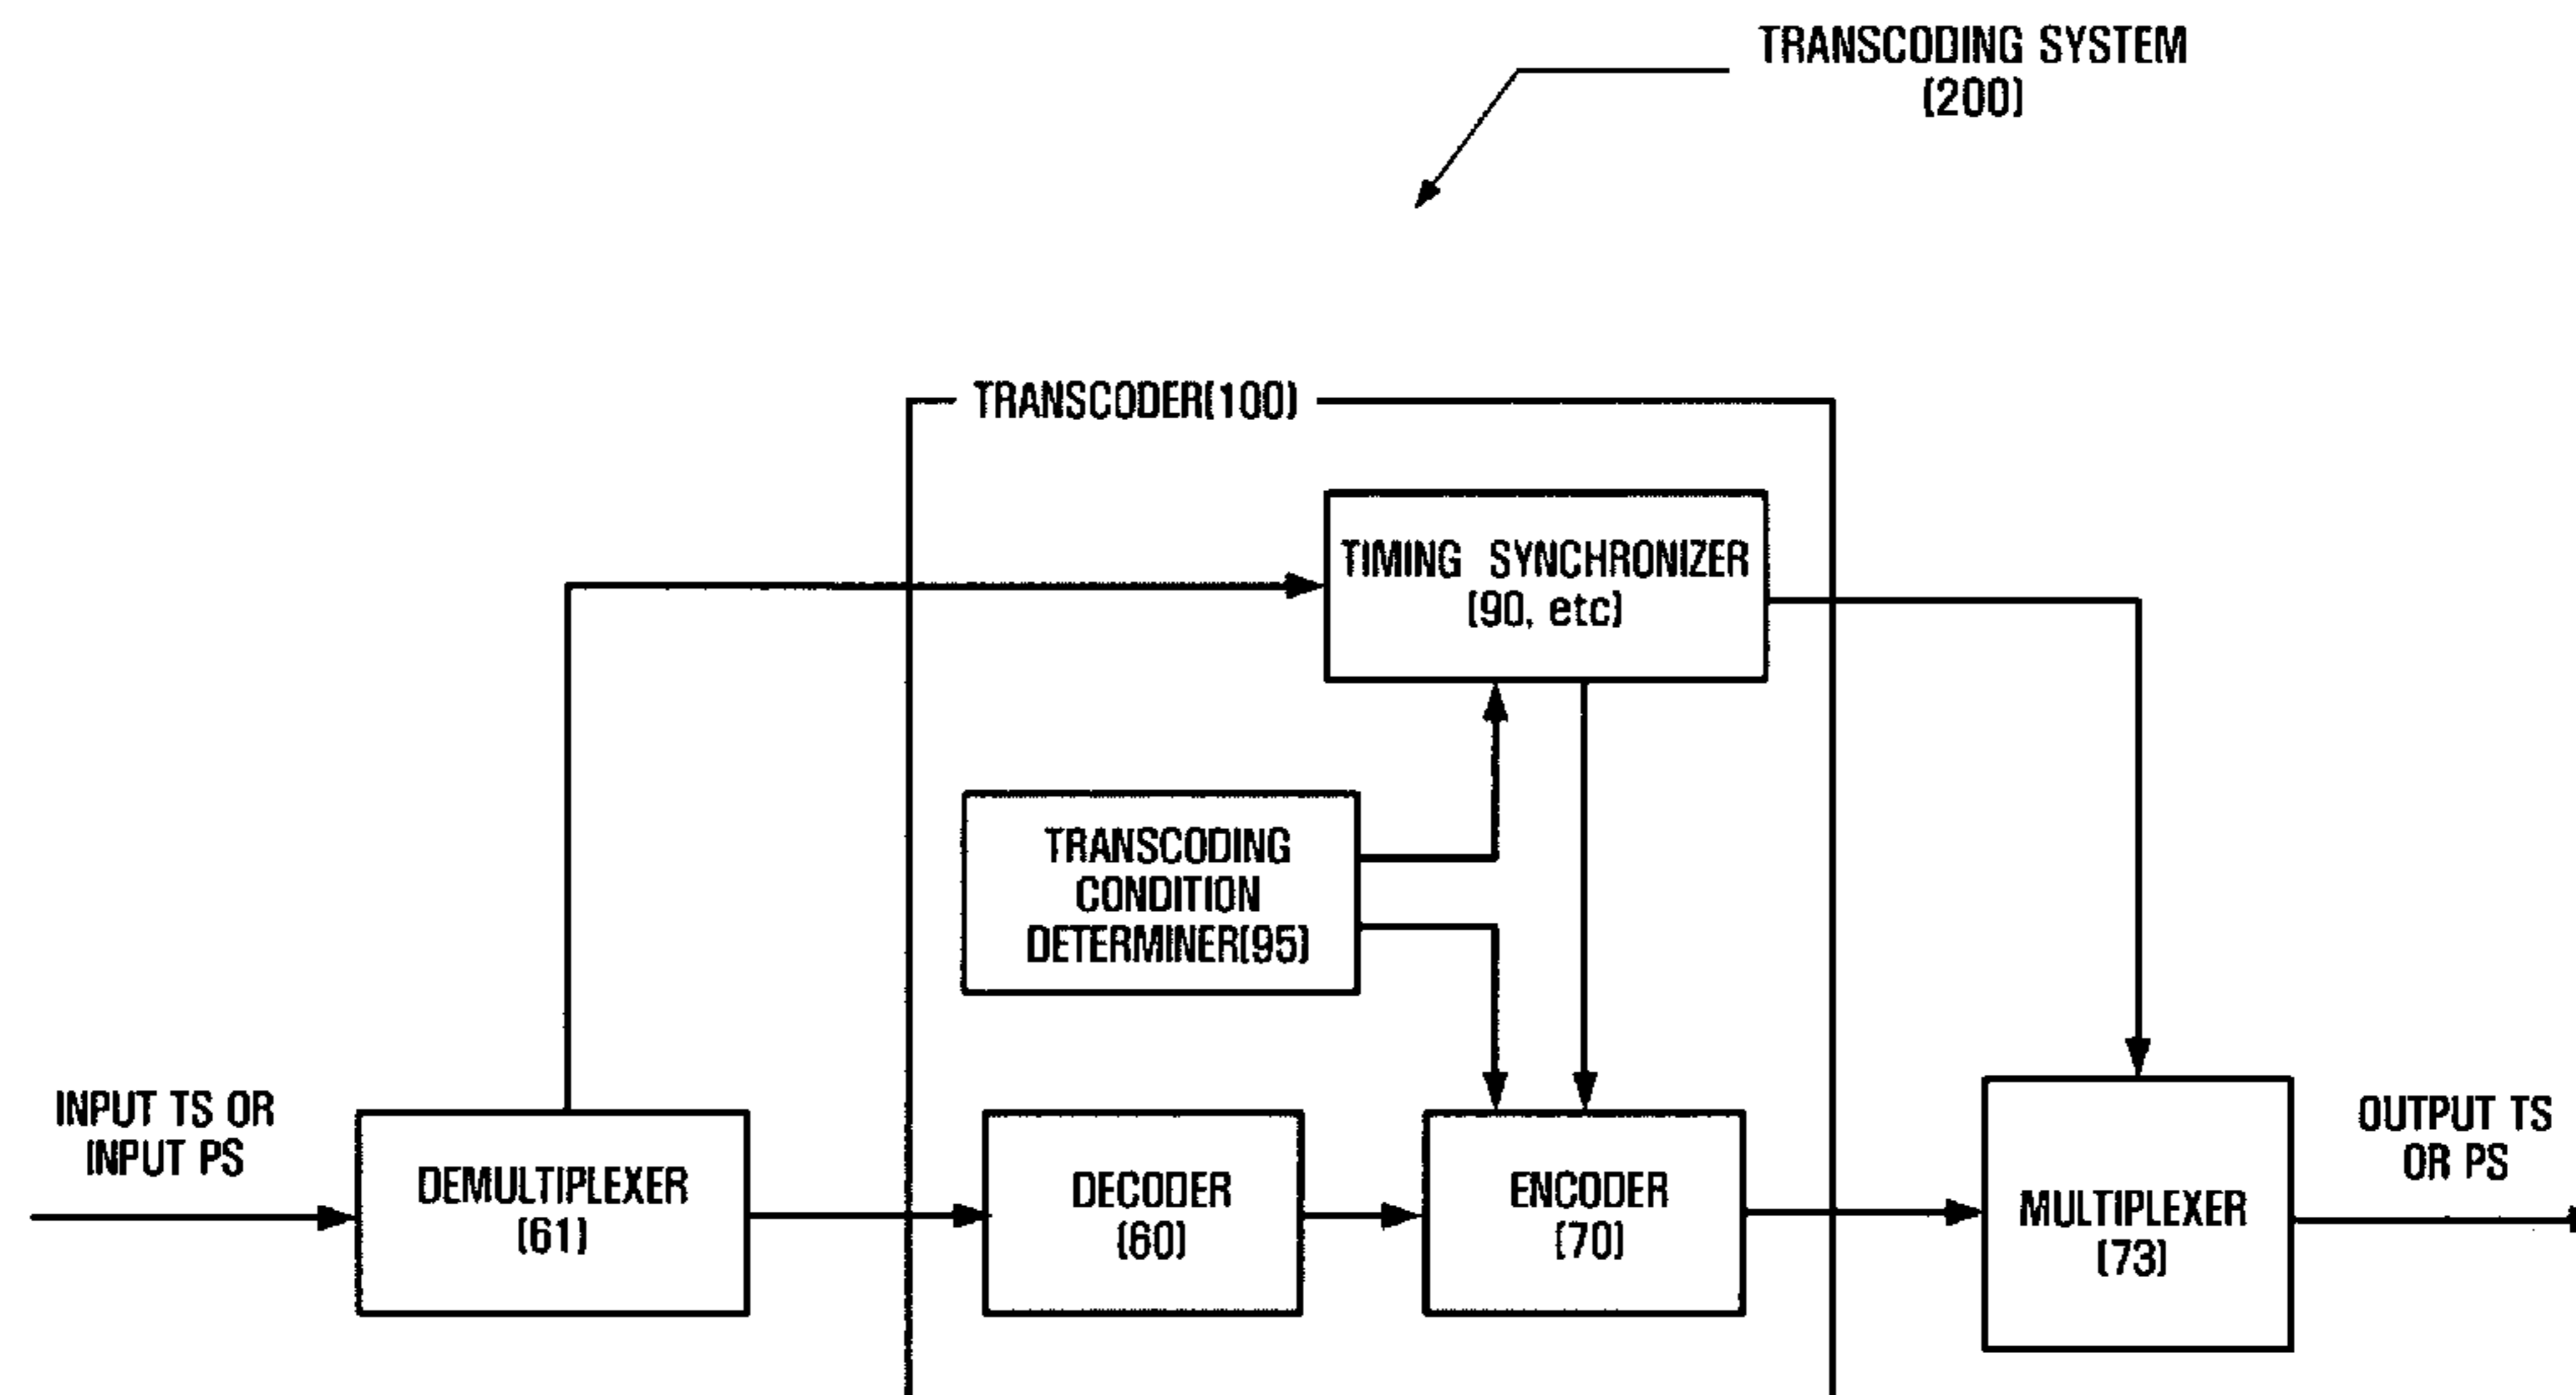 TRANSCODING SYSTEM
(200)
TRANSCODER(100)
TIMING SYNCHRONIZER
(90, etc)
TRANSCODING
CONDITION
DETERMINER(95)
INPUT TS OR
INPUT PS
DEMULTIPLEXER
(61)
DECODER
(60)
ENCODER
(70)
MULTIPLEXER
(73)
OUTPUT TS
OR PS